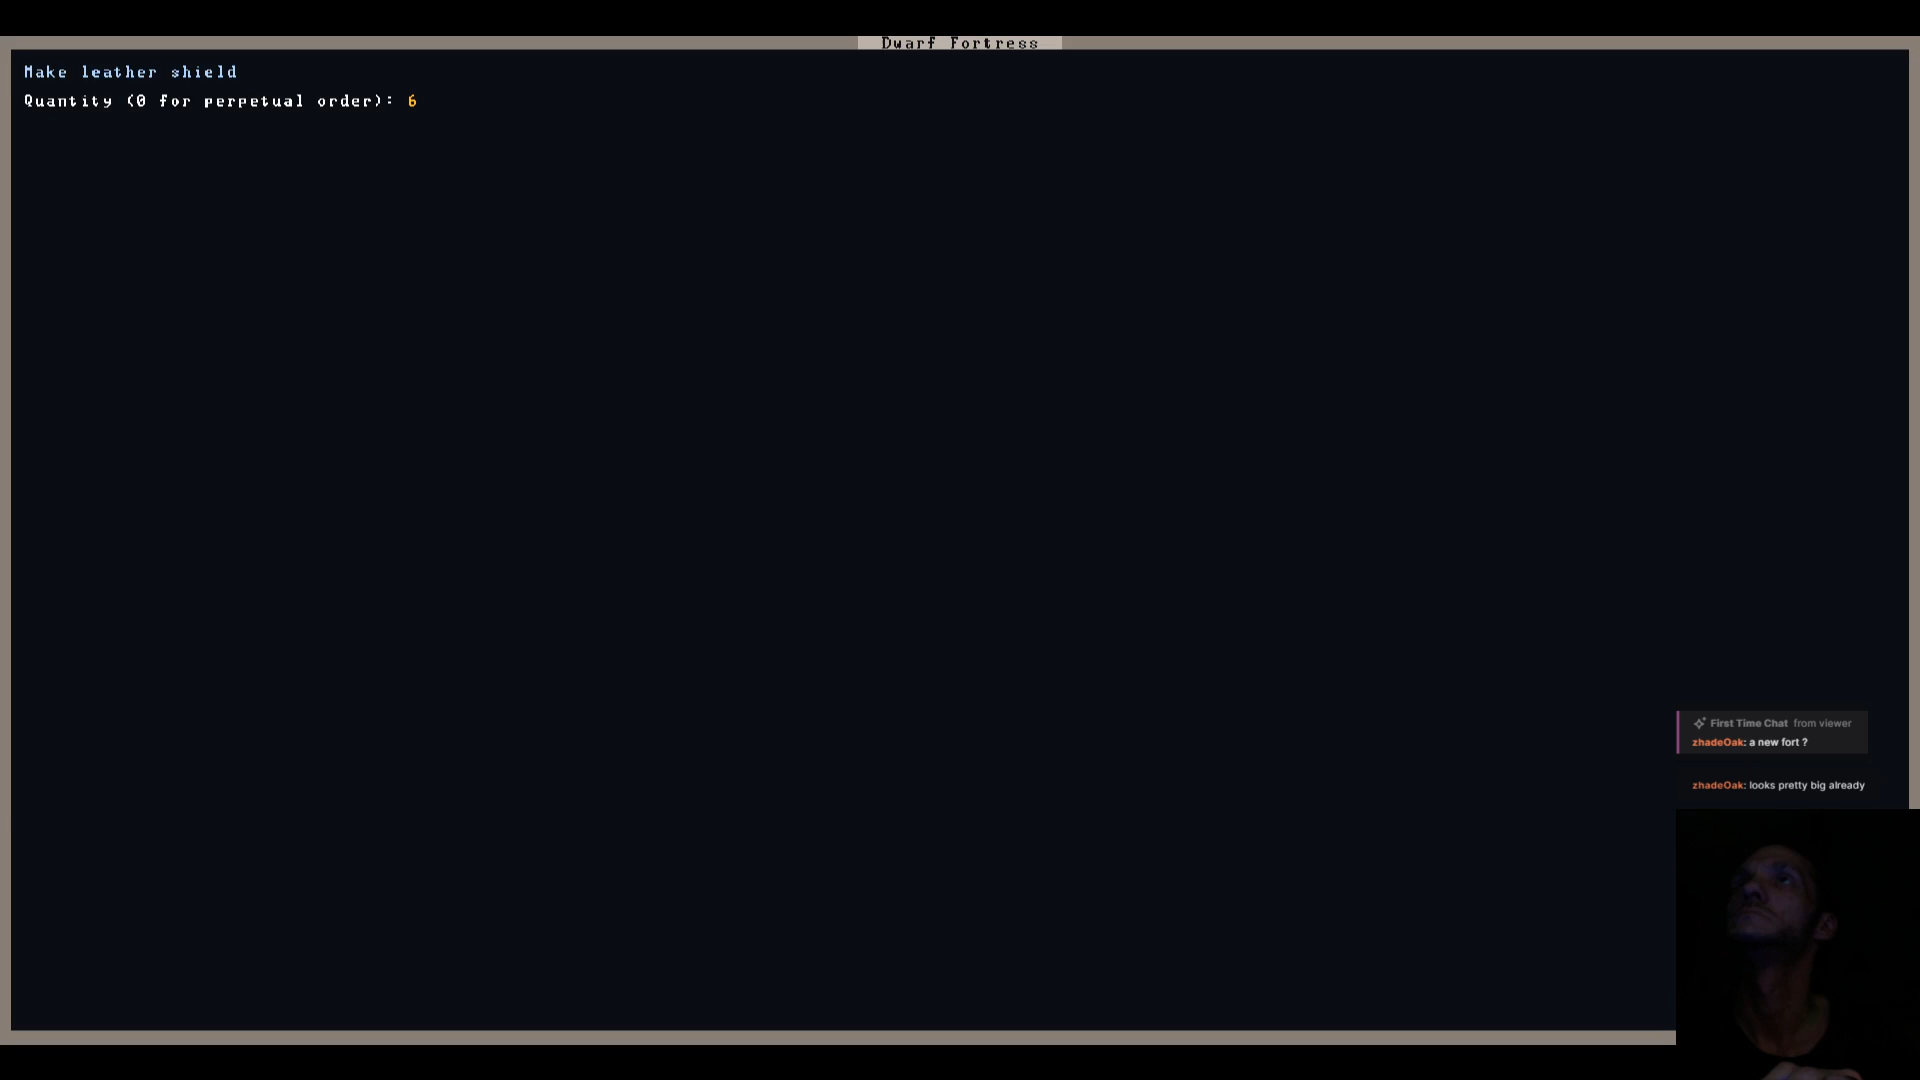 Dwarf Fortress
Make leather shield
Quantity (0 for perpetual order): 6
First Time Chat from viewer
zhadeOak: a new fort ?
zhadeOak: looks pretty big already